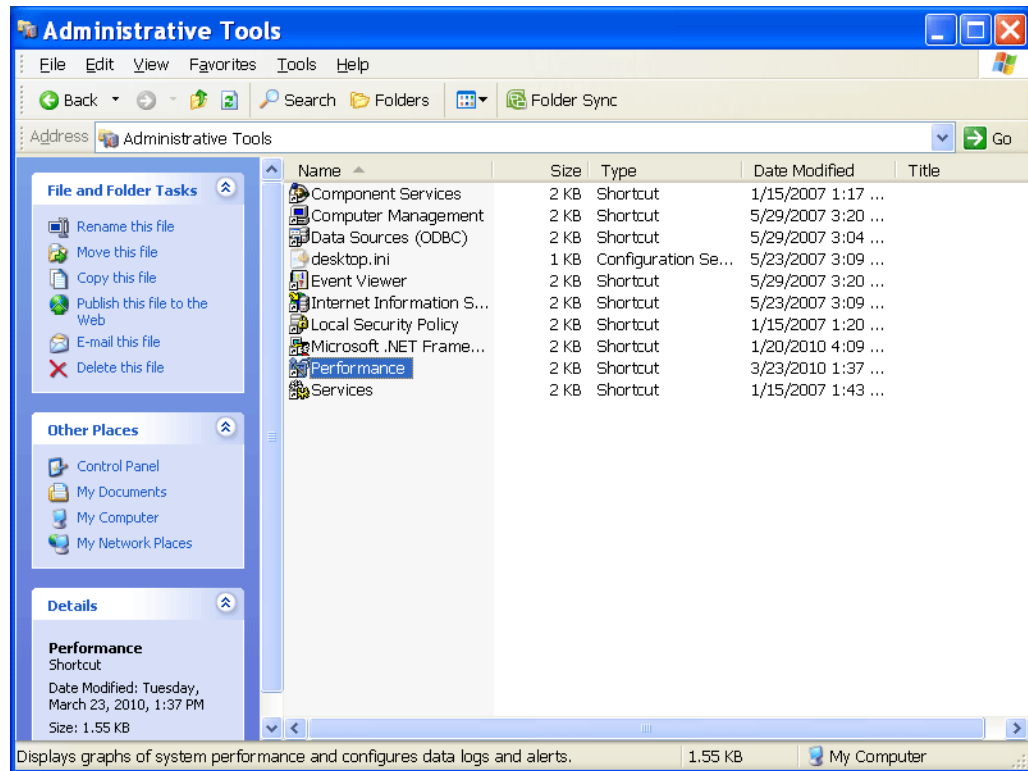 Administrative Tools
File Edit View Favorites Tools Help
Back Search Folders Folder Sync
Address Administrative Tools Go
File and Folder Tasks
Rename this file
Move this file
Copy this file
Publish this file to the
Web
E-mail this file
Delete this file
Other Places
Control Panel
My Documents
My Computer
My Network Places
Details
Performance
Shortcut
Date Modified: Tuesday,
March 23, 2010, 1:37 PM
Size: 1.55 KB
Name Size Type Date Modified Title
Component Services 2 KB Shortcut 1/15/2007 1:17 ...
Computer Management 2 KB Shortcut 5/29/2007 3:20 ...
Data Sources (ODBC) 2 KB Shortcut 5/29/2007 3:04 ...
desktop.ini 1 KB Configuration Se... 5/23/2007 3:09 ...
Event Viewer 2 KB Shortcut 5/29/2007 3:20 ...
Internet Information S... 2 KB Shortcut 5/23/2007 3:09 ...
Local Security Policy 2 KB Shortcut 1/15/2007 1:20 ...
Microsoft .NET Frame... 2 KB Shortcut 1/20/2010 4:09 ...
Performance 2 KB Shortcut 3/23/2010 1:37 ...
Services 2 KB Shortcut 1/15/2007 1:43 ...
Displays graphs of system performance and configures data logs and alerts. 1.55 KB My Computer